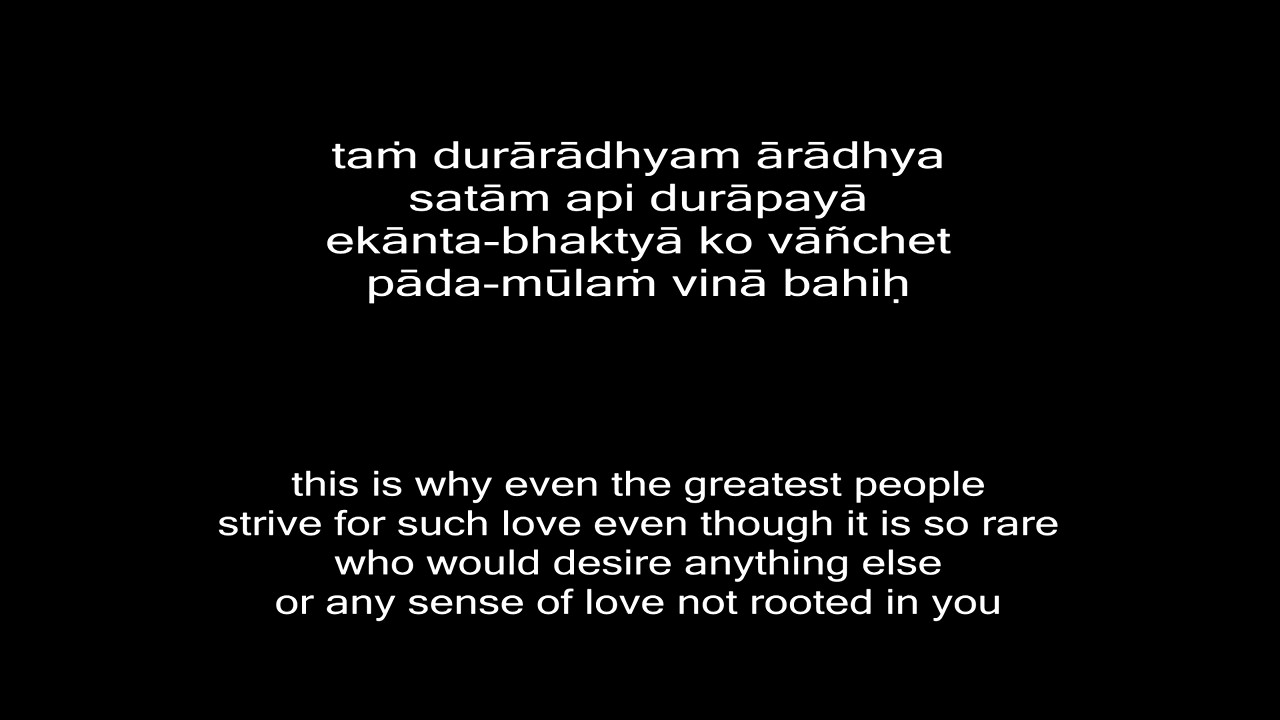 taṁ durārādhyam ārādhya
satām api durāpayā
ekānta-bhaktyā ko vāñchet
pāda-mūlaṁ vinā bahiḥ
this is why even the greatest people
strive for such love even though it is so rare
who would desire anything else
or any sense of love not rooted in you